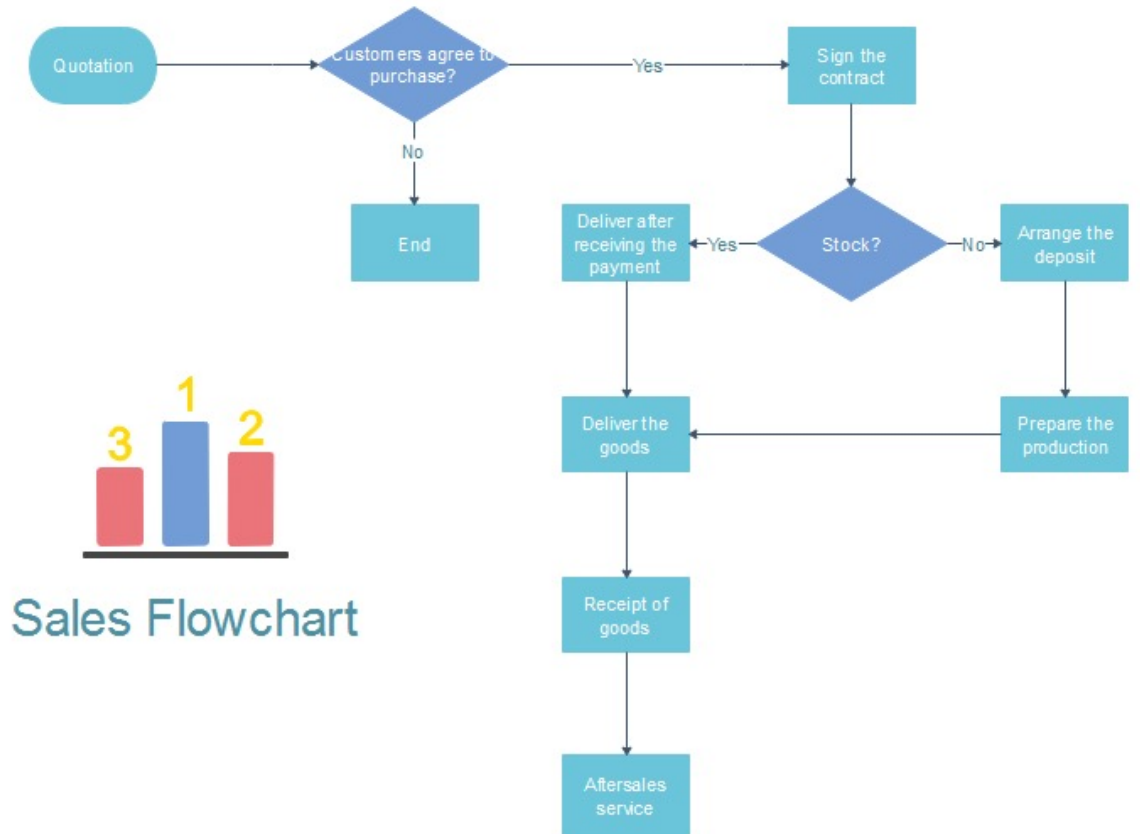 Quotation
Customers agree to
purchase?
Yes
Sign the
contract
No
End
Deliver after
receiving the
payment
Yes
Stock?
No
Arrange the
deposit
Deliver the
goods
Prepare the
production
1
2
3
Sales Flowchart
Receipt of
goods
Aftersales
service